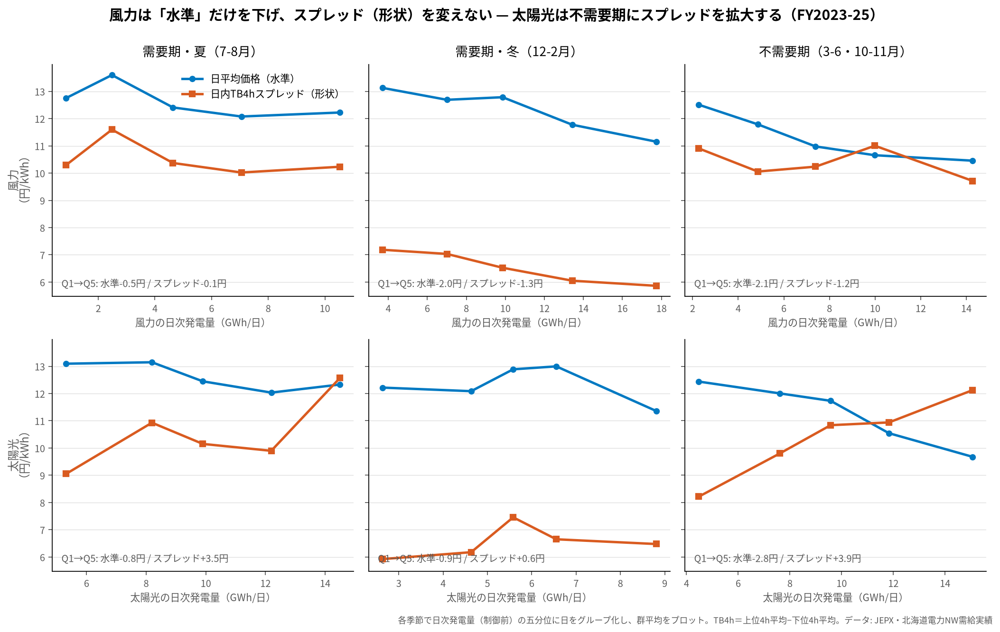 風力は「水準」だけを下げ、スプレッド（形状）を変えない — 太陽光は不需要期にスプレッドを拡大する（FY2023-25）
需要期・夏（7-8月）
需要期・冬（12-2月）
不需要期（3-6・10-11月）
日平均価格（水準）
日内TB4hスプレッド（形状）
風力
（円/kWh）
13
12
11
10
9
8
7
6
Q1→Q5: 水準-0.5円 / スプレッド-0.1円
Q1→Q5: 水準-2.0円 / スプレッド-1.3円
Q1→Q5: 水準-2.1円 / スプレッド-1.2円
2 4 6 8 10
4 6 8 10 12 14 16 18
2 4 6 8 10 12 14
風力の日次発電量（GWh/日）
風力の日次発電量（GWh/日）
風力の日次発電量（GWh/日）
太陽光
（円/kWh）
13
12
11
10
9
8
7
6
Q1→Q5: 水準-0.8円 / スプレッド+3.5円
Q1→Q5: 水準-0.9円 / スプレッド+0.6円
Q1→Q5: 水準-2.8円 / スプレッド+3.9円
6 8 10 12 14
3 4 5 6 7 8 9
4 6 8 10 12 14
太陽光の日次発電量（GWh/日）
太陽光の日次発電量（GWh/日）
太陽光の日次発電量（GWh/日）
各季節で日次発電量（制御前）の五分位に日をグループ化し、群平均をプロット。TB4h＝上位4h平均−下位4h平均。データ: JEPX・北海道電力NW需給実績